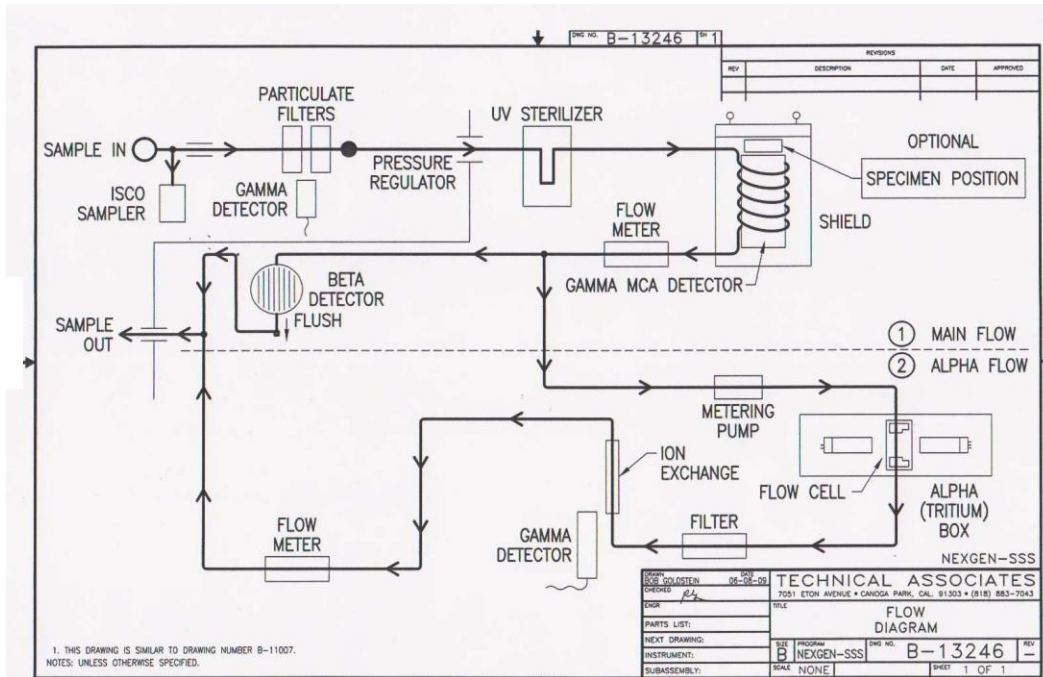 DWG NO. B-13246 SH 1
REVISIONS
REV DESCRIPTION DATE APPROVED
PARTICULATE
FILTERS
UV STERILIZER
SAMPLE IN
ISCO
SAMPLER
GAMMA
DETECTOR
PRESSURE
REGULATOR
OPTIONAL
SPECIMEN POSITION
SHIELD
FLOW
METER
GAMMA MCA DETECTOR
BETA
DETECTOR
FLUSH
SAMPLE
OUT
1 MAIN FLOW
2 ALPHA FLOW
METERING
PUMP
ION
EXCHANGE
FLOW CELL
ALPHA
(TRITIUM)
BOX
FLOW
METER
GAMMA
DETECTOR
FILTER
NEXGEN-SSS
DRAWN DATE
BOB GOLDSTEIN 06-08-09
CHECKED
ENGR
PARTS LIST:
NEXT DRAWING:
INSTRUMENT:
SUBASSEMBLY:
TECHNICAL ASSOCIATES
7051 ETON AVENUE • CANOGA PARK, CAL. 91303 • (818) 883-7043
TITLE
FLOW
DIAGRAM
SIZE PROGRAM DWG NO. REV
B NEXGEN-SSS B-13246 -
SCALE NONE SHEET 1 OF 1
1. THIS DRAWING IS SIMILAR TO DRAWING NUMBER B-11007.
NOTES: UNLESS OTHERWISE SPECIFIED.